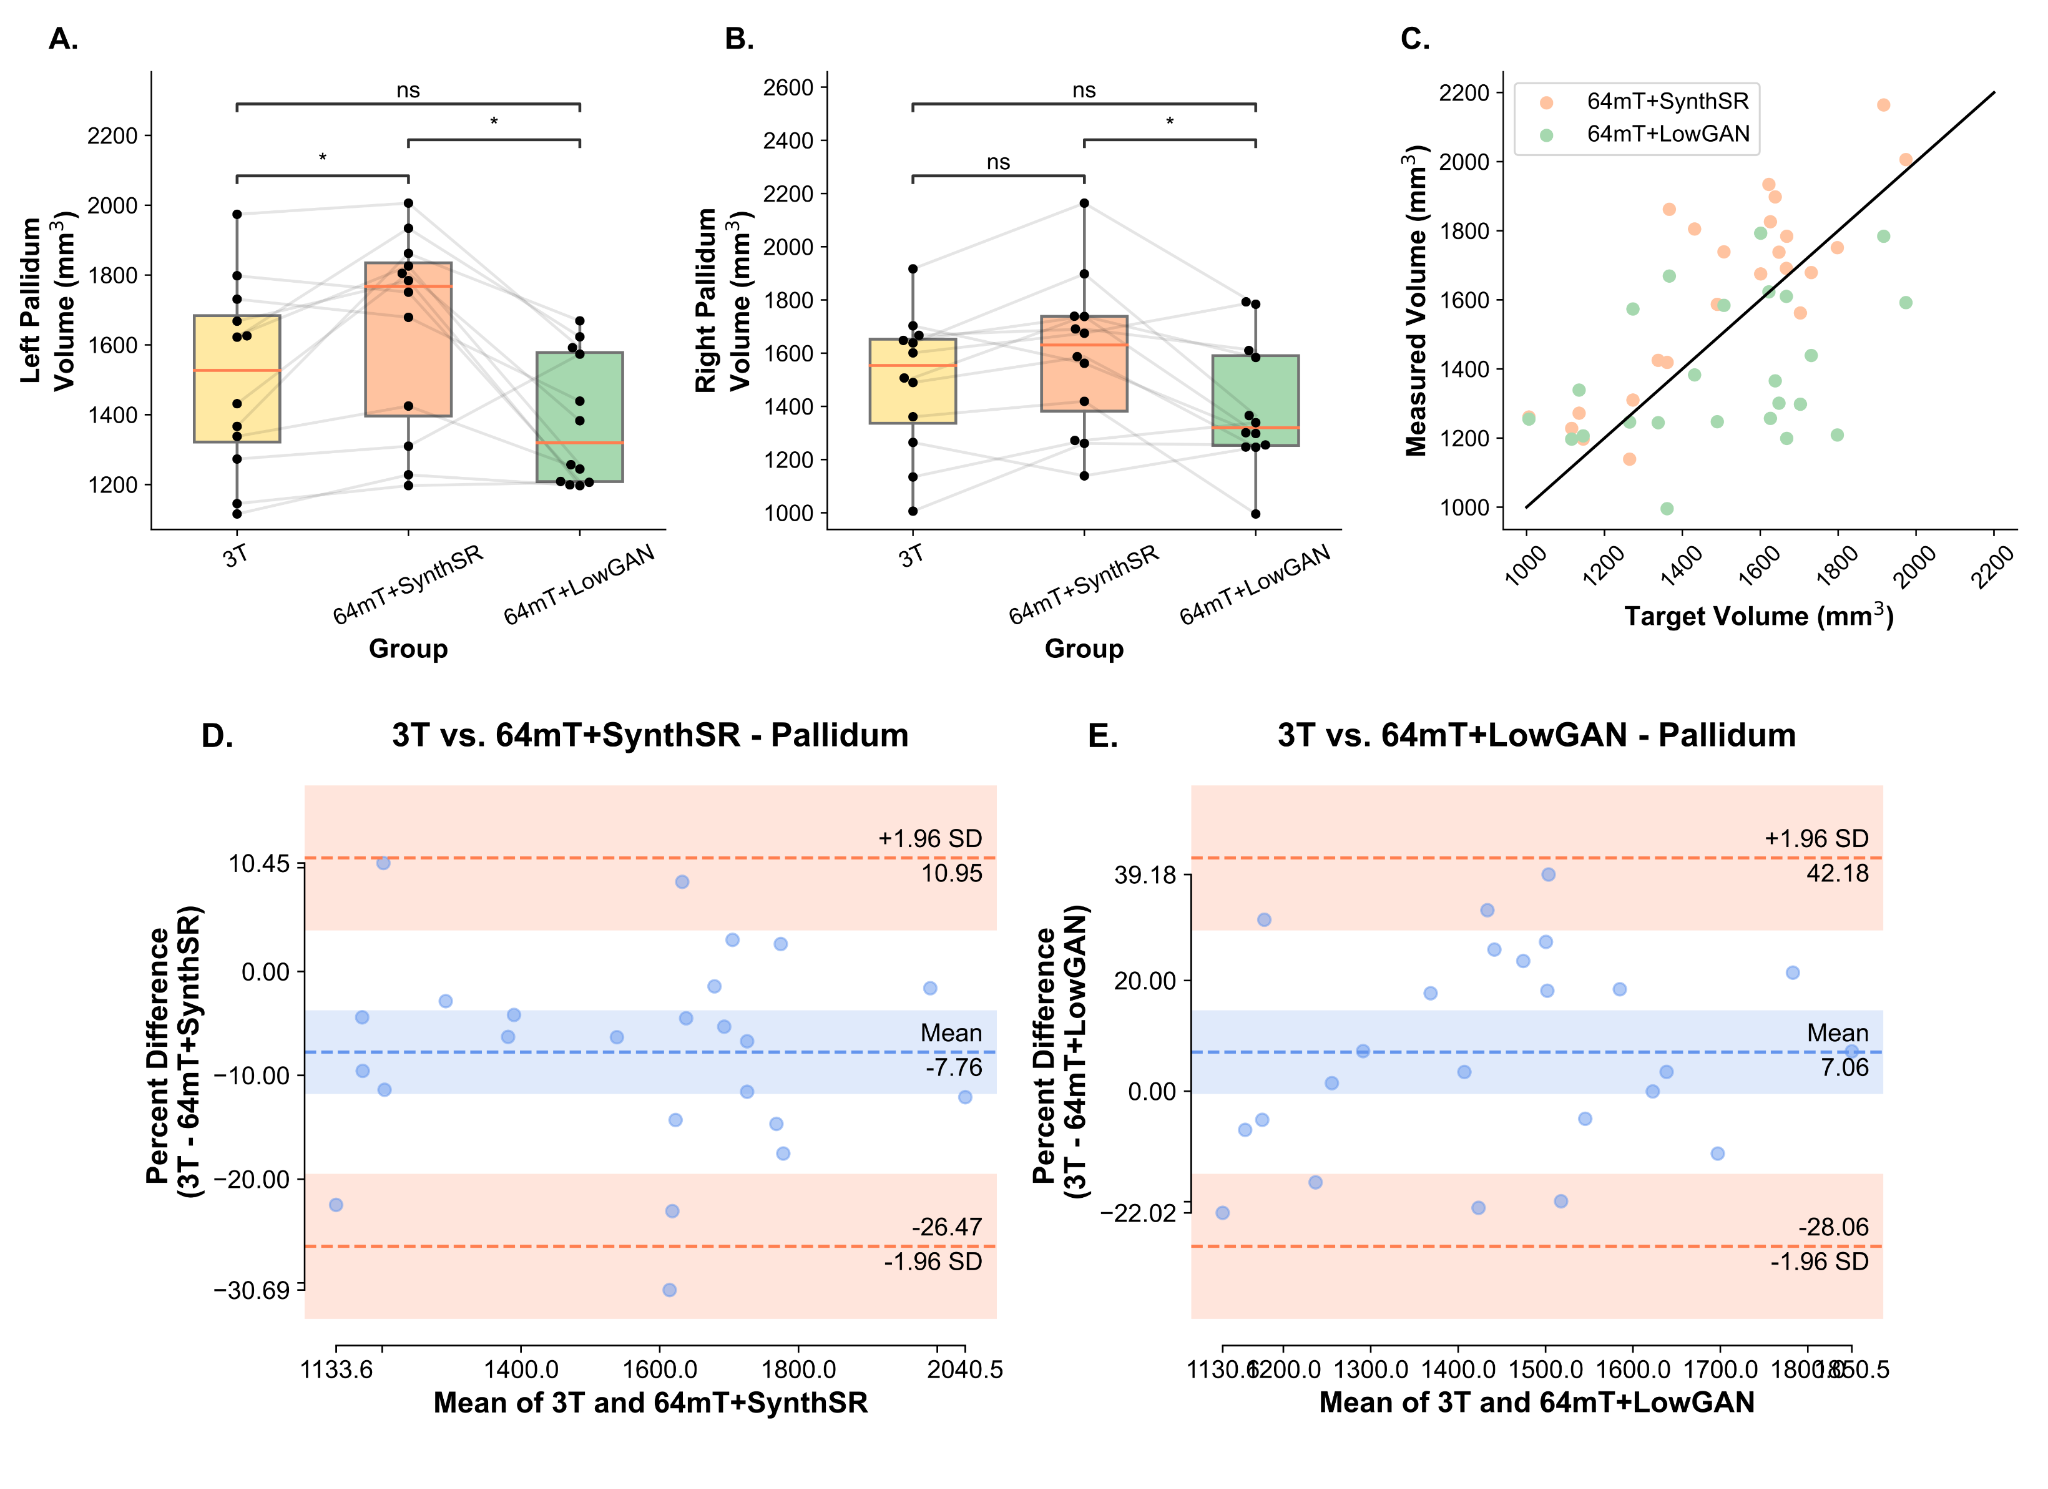 A.
ns
*
*
2200
2000
1800
1600
1400
1200
Left Pallidum
Volume (mm³)
3T
64mT+SynthSR
64mT+LowGAN
Group
B.
ns
*
ns
2600
2400
2200
2000
1800
1600
1400
1200
1000
Right Pallidum
Volume (mm³)
3T
64mT+SynthSR
64mT+LowGAN
Group
C.
64mT+SynthSR
64mT+LowGAN
2200
2000
1800
1600
1400
1200
1000
Measured Volume (mm³)
1000
1200
1400
1600
1800
2000
2200
Target Volume (mm³)
D.
3T vs. 64mT+SynthSR - Pallidum
+1.96 SD
10.95
Mean
-7.76
-26.47
-1.96 SD
10.45
0.00
−10.00
−20.00
−30.69
Percent Difference
(3T - 64mT+SynthSR)
1133.6
1400.0
1600.0
1800.0
2040.5
Mean of 3T and 64mT+SynthSR
E.
3T vs. 64mT+LowGAN - Pallidum
+1.96 SD
42.18
Mean
7.06
-28.06
-1.96 SD
39.18
20.00
0.00
−22.02
Percent Difference
(3T - 64mT+LowGAN)
1130.6
1200.0
1300.0
1400.0
1500.0
1600.0
1700.0
1800.0
1850.5
Mean of 3T and 64mT+LowGAN